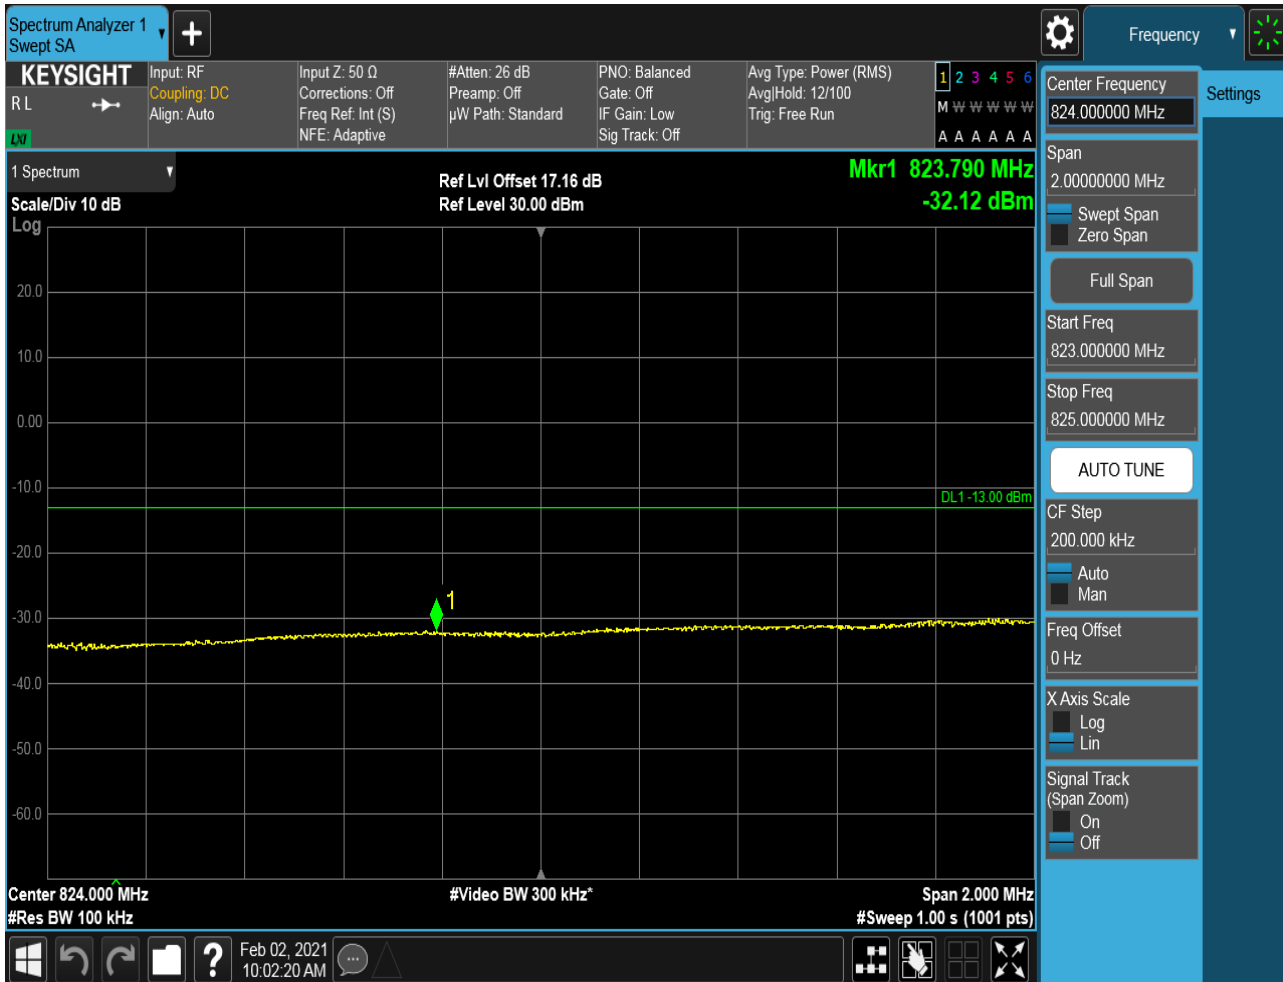 Spectrum Analyzer 1
Swept SA
+
Frequency
KEYSIGHT
R L
LXI
Input: RF
Coupling: DC
Align: Auto
Input Z: 50 Ω
Corrections: Off
Freq Ref: Int (S)
NFE: Adaptive
#Atten: 26 dB
Preamp: Off
µW Path: Standard
PNO: Balanced
Gate: Off
IF Gain: Low
Sig Track: Off
Avg Type: Power (RMS)
Avg|Hold: 12/100
Trig: Free Run
1 2 3 4 5 6
M W W W W W
A A A A A A
1 Spectrum
Scale/Div 10 dB
Log
Ref Lvl Offset 17.16 dB
Ref Level 30.00 dBm
Mkr1 823.790 MHz
-32.12 dBm
20.0
10.0
0.00
-10.0
DL1 -13.00 dBm
-20.0
1
-30.0
-40.0
-50.0
-60.0
Center 824.000 MHz
#Res BW 100 kHz
#Video BW 300 kHz*
Span 2.000 MHz
#Sweep 1.00 s (1001 pts)
?
Feb 02, 2021
10:02:20 AM
Center Frequency
824.000000 MHz
Settings
Span
2.00000000 MHz
Swept Span
Zero Span
Full Span
Start Freq
823.000000 MHz
Stop Freq
825.000000 MHz
AUTO TUNE
CF Step
200.000 kHz
Auto
Man
Freq Offset
0 Hz
X Axis Scale
Log
Lin
Signal Track
(Span Zoom)
On
Off